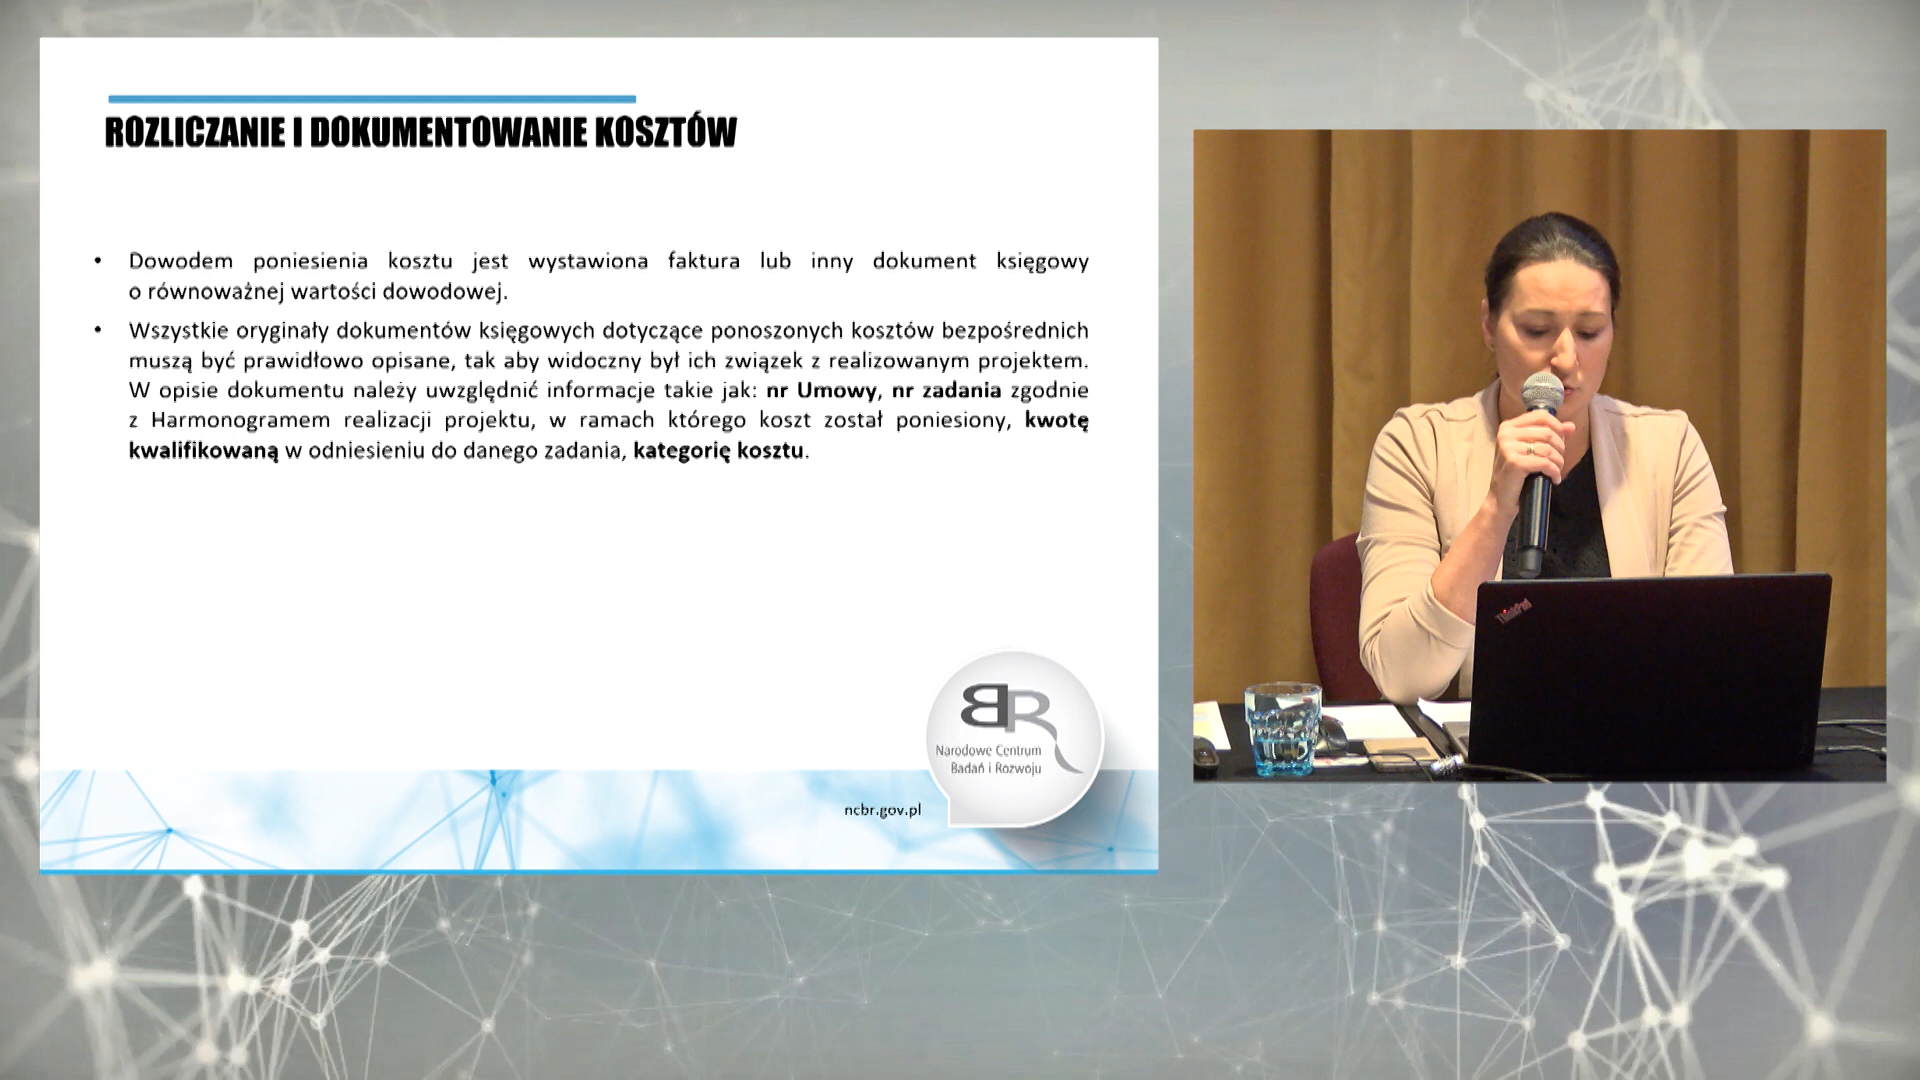 ROZLICZANIE I DOKUMENTOWANIE KOSZTÓW
• Dowodem poniesienia kosztu jest wystawiona faktura lub inny dokument księgowy
o równoważnej wartości dowodowej.
• Wszystkie oryginały dokumentów księgowych dotyczące ponoszonych kosztów bezpośrednich
muszą być prawidłowo opisane, tak aby widoczny był ich związek z realizowanym projektem.
W opisie dokumentu należy uwzględnić informacje takie jak: nr Umowy, nr zadania zgodnie
z Harmonogramem realizacji projektu, w ramach którego koszt został poniesiony, kwotę
kwalifikowaną w odniesieniu do danego zadania, kategorię kosztu.
BR
Narodowe Centrum
Badań i Rozwoju
ncbr.gov.pl
ThinkPad